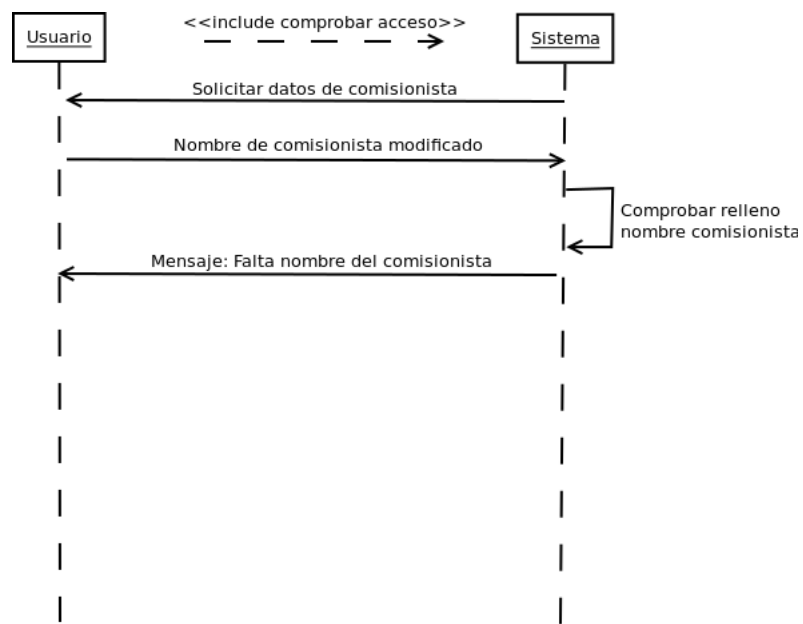 <<include comprobar acceso>>
Usuario
Sistema
Solicitar datos de comisionista
Nombre de comisionista modificado
Comprobar relleno
nombre comisionista
Mensaje: Falta nombre del comisionista